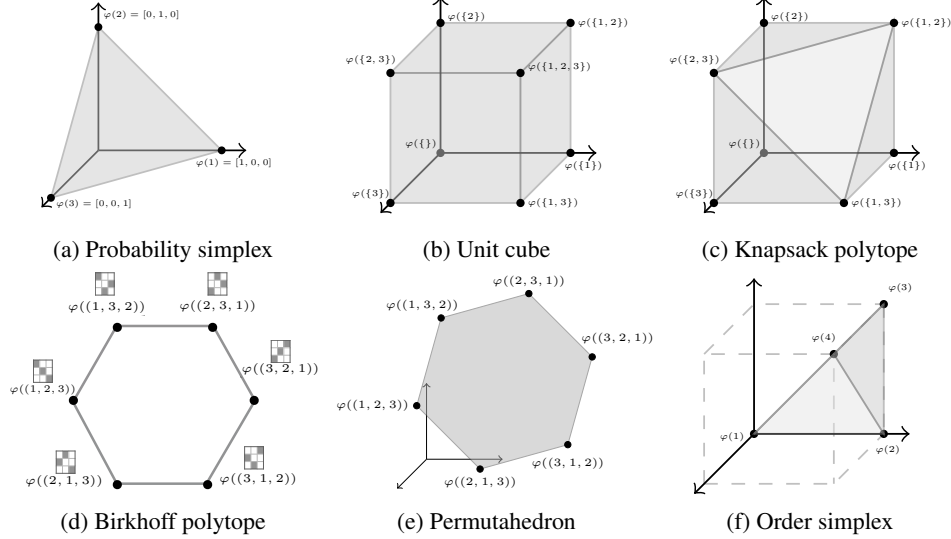 φ(2) = [0, 1, 0]
φ(1) = [1, 0, 0]
φ(3) = [0, 0, 1]
(a) Probability simplex
φ({2})
φ({1, 2})
φ({2, 3})
φ({1, 2, 3})
φ({})
φ({1})
φ({3})
φ({1, 3})
(b) Unit cube
φ({2})
φ({1, 2})
φ({2, 3})
φ({})
φ({1})
φ({3})
φ({1, 3})
(c) Knapsack polytope
φ((1, 3, 2))
φ((2, 3, 1))
φ((3, 2, 1))
φ((1, 2, 3))
φ((2, 1, 3))
φ((3, 1, 2))
(d) Birkhoff polytope
φ((2, 3, 1))
φ((1, 3, 2))
φ((3, 2, 1))
φ((1, 2, 3))
φ((3, 1, 2))
φ((2, 1, 3))
(e) Permutahedron
φ(3)
φ(4)
φ(1)
φ(2)
(f) Order simplex